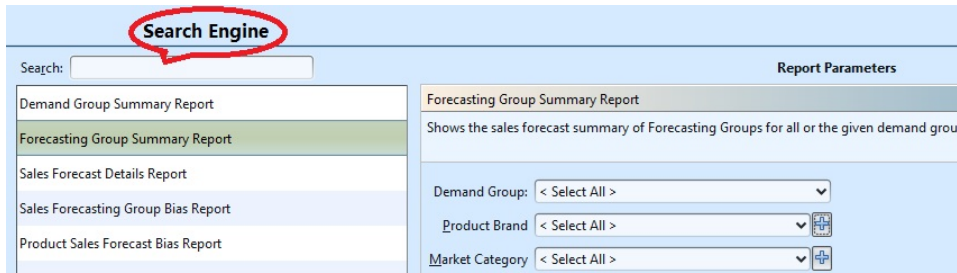 Search Engine
Search:
Report Parameters
Demand Group Summary Report
Forecasting Group Summary Report
Sales Forecast Details Report
Sales Forecasting Group Bias Report
Product Sales Forecast Bias Report
Forecasting Group Summary Report
Shows the sales forecast summary of Forecasting Groups for all or the given demand grou
Demand Group: < Select All >
Product Brand < Select All >
Market Category < Select All >